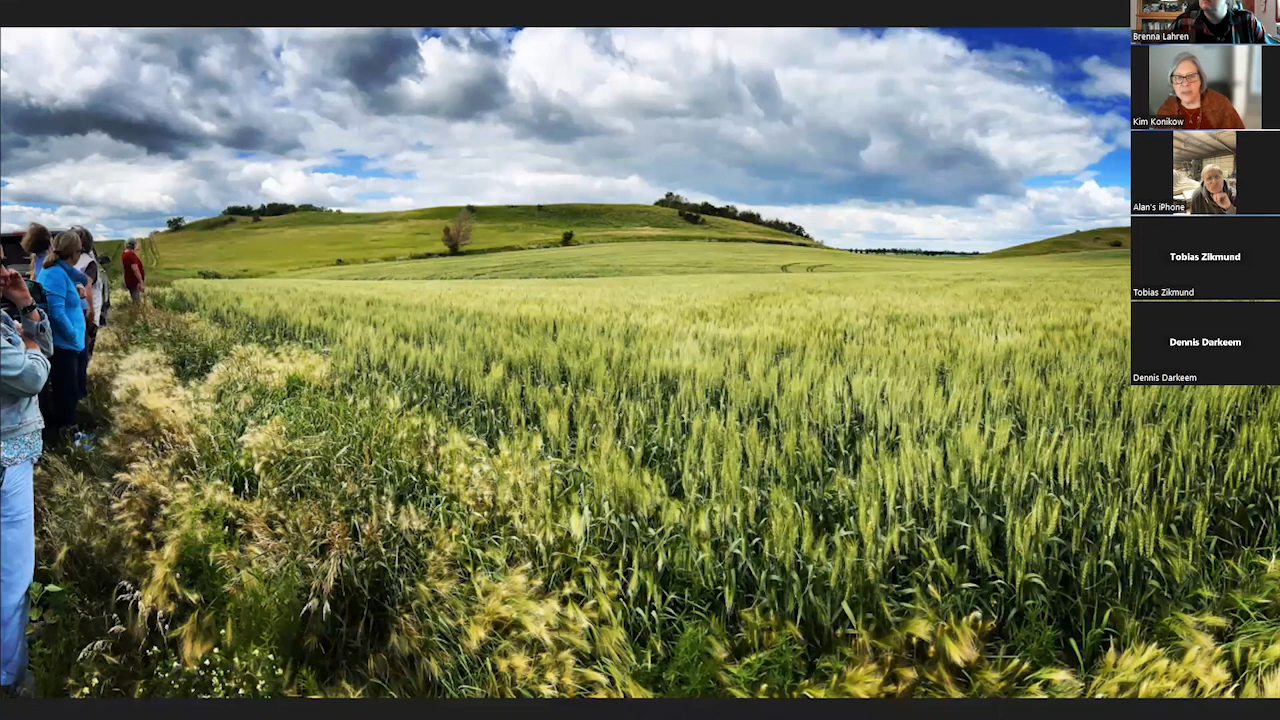 Brenna Lahren
Kim Konikow
Alan's iPhone
Tobias Zikmund
Tobias Zikmund
Dennis Darkeem
Dennis Darkeem